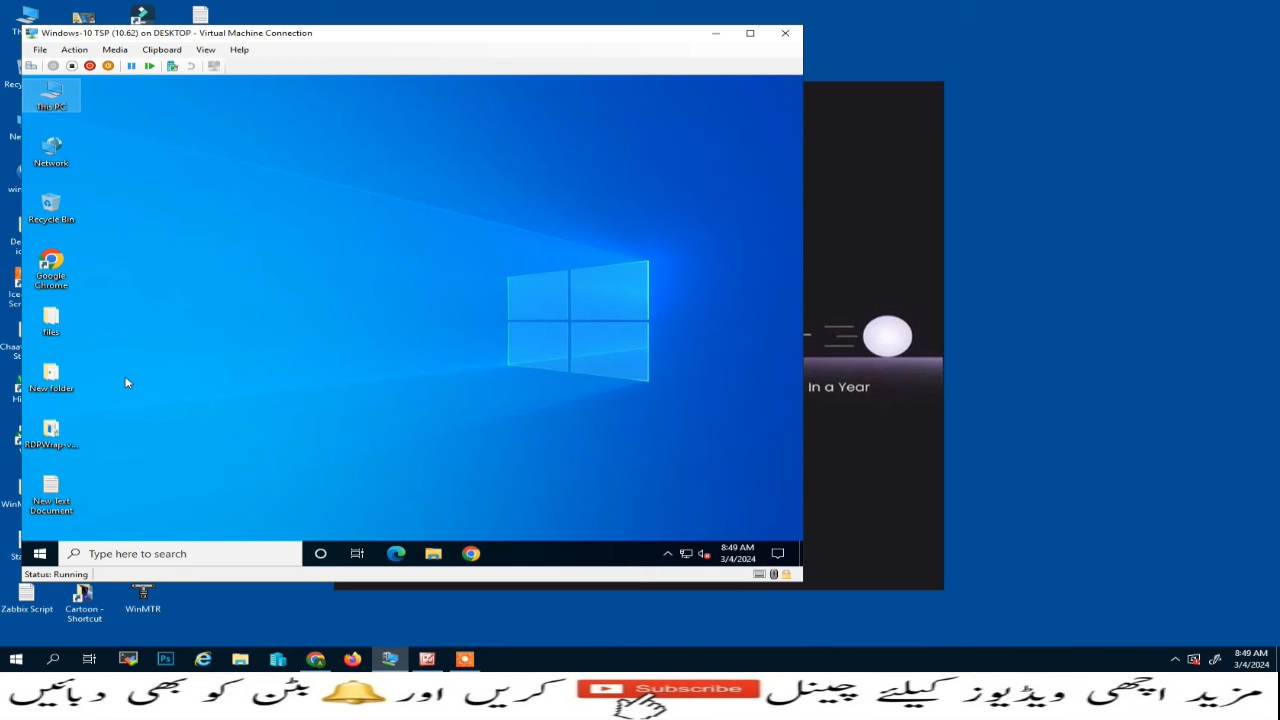 Windows-10 TSP (10.62) on DESKTOP - Virtual Machine Connection
File Action Media Clipboard View Help
This PC
Network
Recycle Bin
Google
Chrome
files
New folder
RDPWrap-v...
New Text
Document
In a Year
Type here to search
8:49 AM
3/4/2024
Status: Running
Zabbix Script
Cartoon -
Shortcut
WinMTR
Ps
8:49 AM
3/4/2024
مزید اچھی ویڈیوز کیلئے چینل Subscribe کریں اور بٹن کو بھی دبائیں